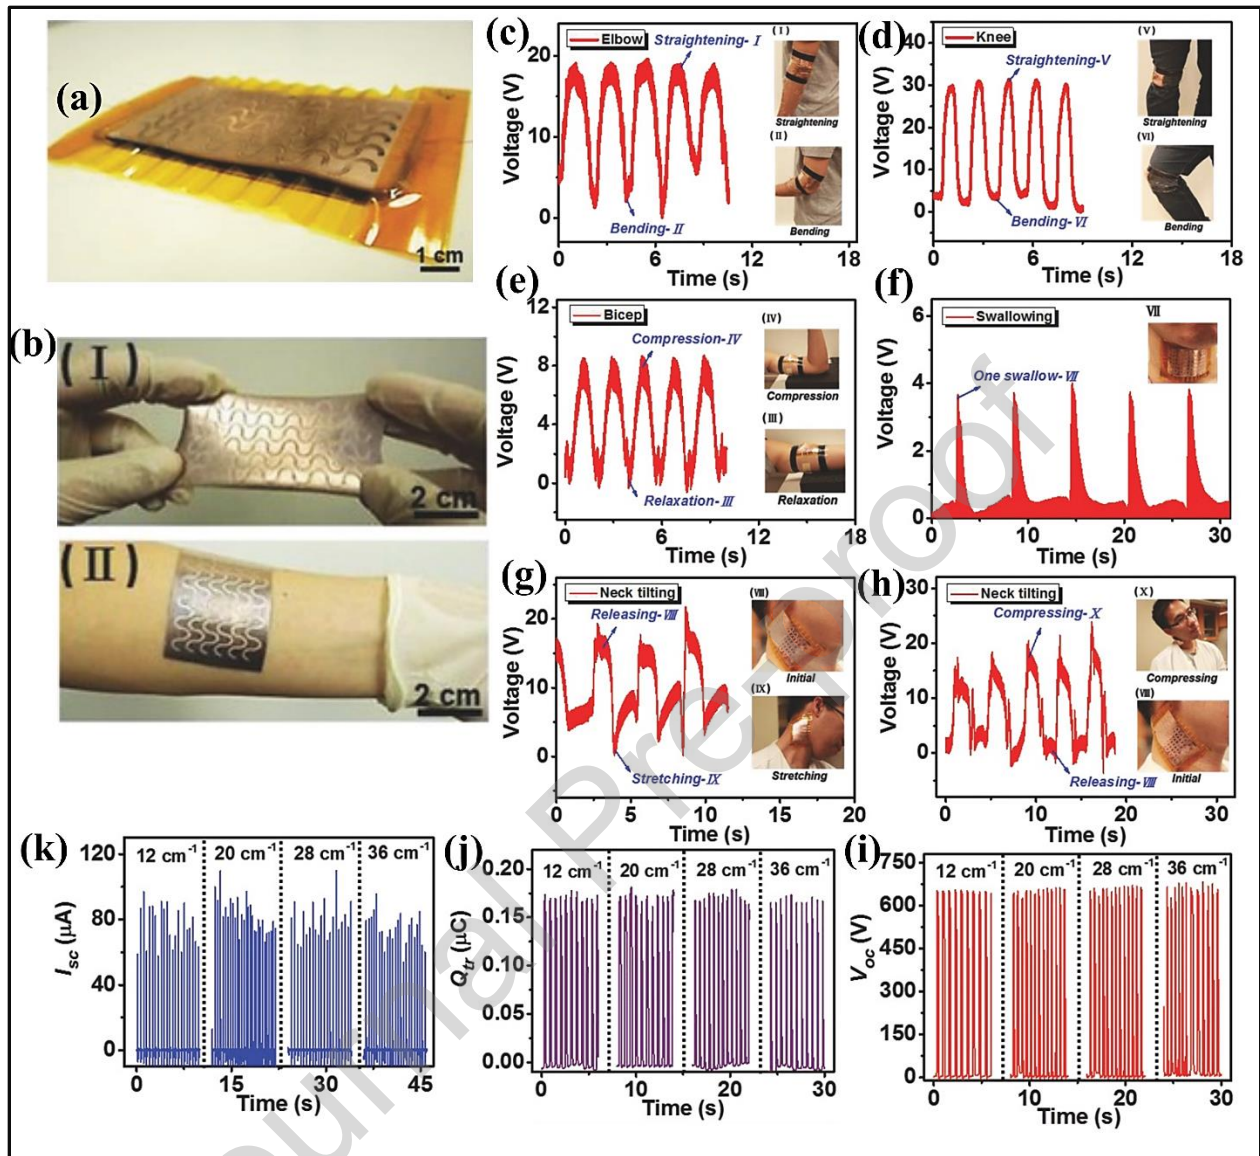 (a)
1 cm
(b)
(I)
2 cm
(II)
2 cm
(c)
Elbow
Straightening- I
Bending- II
(I)
Straightening
(II)
Bending
Voltage (V)
20
10
0
0 6 12 18
Time (s)
(d)
Knee
Straightening-V
Bending-VI
(V)
Straightening
(VI)
Bending
Voltage (V)
45
30
15
0
0 6 12 18
Time (s)
(e)
Bicep
Compression-IV
Relaxation-III
(IV)
Compression
(III)
Relaxation
Voltage (V)
12
8
4
0
0 6 12 18
Time (s)
(f)
Swallowing
One swallow-VII
VII
Voltage (V)
6
4
2
0
0 10 20 30
Time (s)
(g)
Neck tilting
Releasing-VIII
Stretching-IX
(VIII)
Initial
(IX)
Stretching
Voltage (V)
20
10
0
0 5 10 15 20
Time (s)
(h)
Neck tilting
Compressing-X
Releasing-VIII
(X)
Compressing
(VIII)
Initial
Voltage (V)
30
20
10
0
0 10 20 30
Time (s)
(k)
12 cm-1 20 cm-1 28 cm-1 36 cm-1
Isc (μA)
120
80
40
0
0 15 30 45
Time (s)
(j)
12 cm-1 20 cm-1 28 cm-1 36 cm-1
Qtr (μC)
0.20
0.15
0.10
0.05
0.00
0 10 20 30
Time (s)
(i)
12 cm-1 20 cm-1 28 cm-1 36 cm-1
Voc (V)
750
600
450
300
150
0
0 10 20 30
Time (s)
Journal Pre-proof